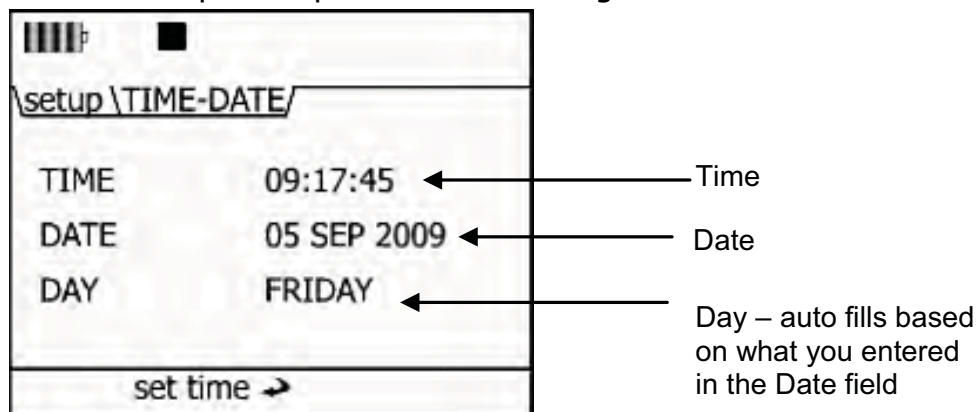 \setup\TIME-DATE/
TIME 09:17:45
Time
DATE 05 SEP 2009
Date
DAY FRIDAY
Day – auto fills based
on what you entered
in the Date field
set time